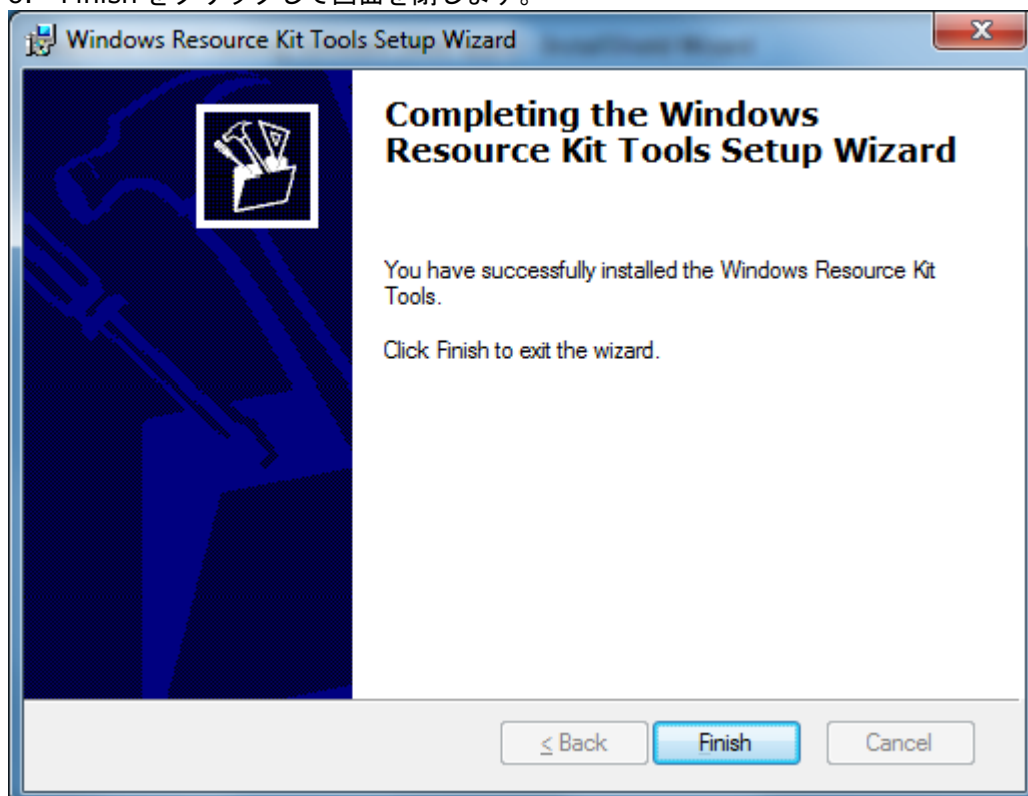 Finish をクリックして画面を閉じます。
Windows Resource Kit Tools Setup Wizard
Completing the Windows
Resource Kit Tools Setup Wizard
You have successfully installed the Windows Resource Kit
Tools.
Click Finish to exit the wizard.
< Back
Finish
Cancel